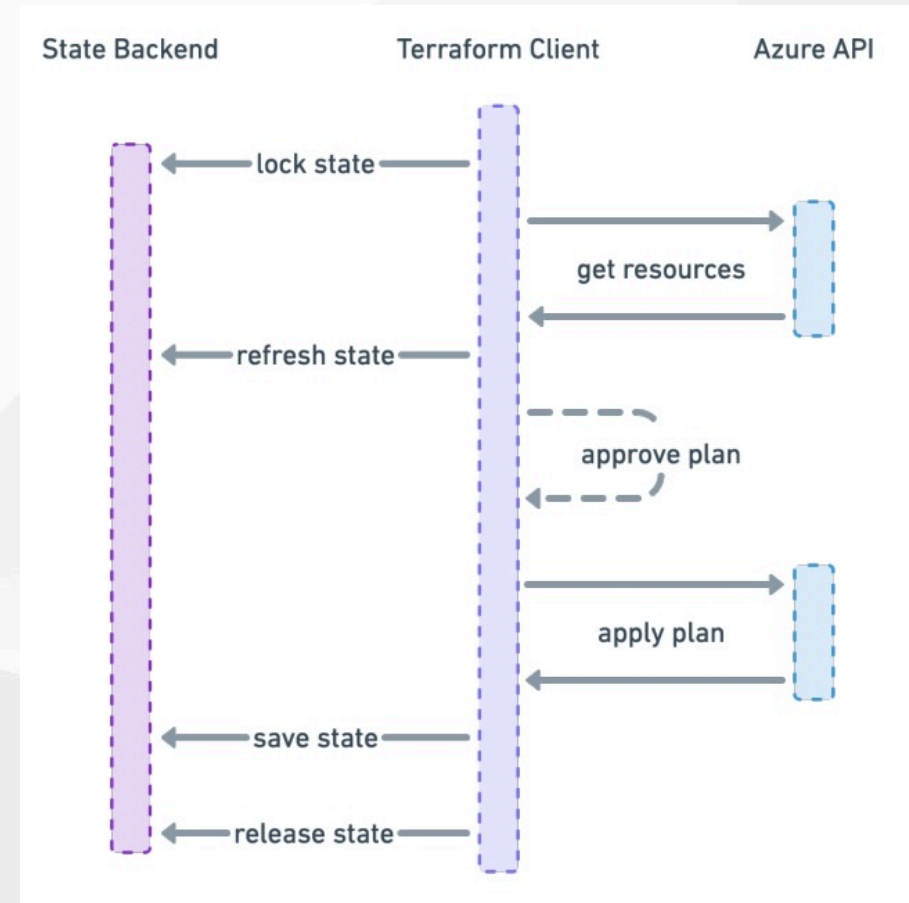 State Backend
Terraform Client
Azure API
lock state
get resources
refresh state
approve plan
apply plan
save state
release state